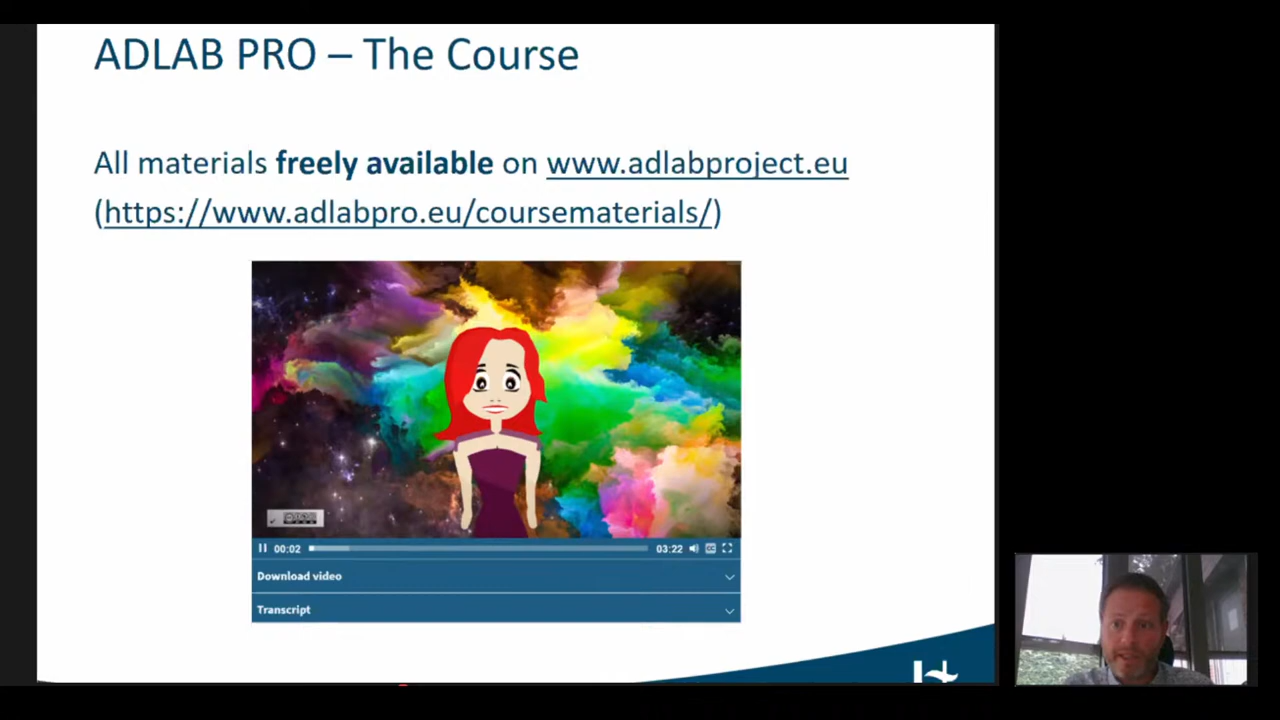 ADLAB PRO – The Course
All materials freely available on www.adlabproject.eu
(https://www.adlabpro.eu/coursematerials/)
00:02
03:22
CC
Download video
Transcript